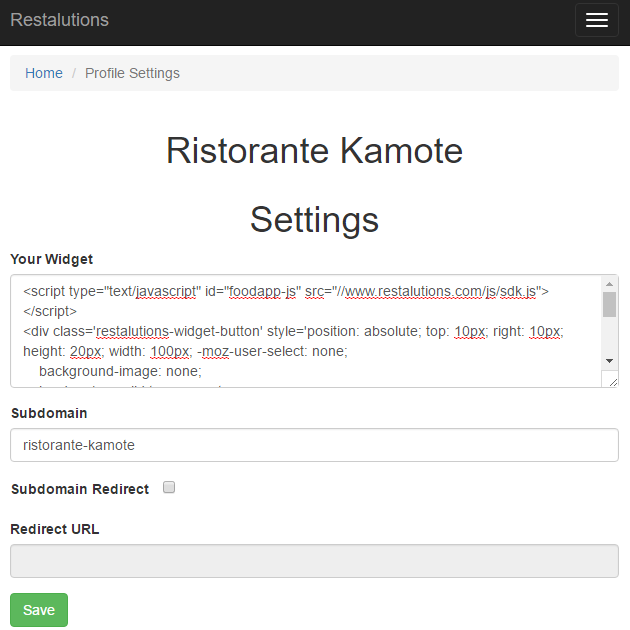 Restalutions
Home / Profile Settings
Ristorante Kamote
Settings
Your Widget
<script type="text/javascript" id="foodapp-js" src="//www.restalutions.com/js/sdk.js">
</script>
<div class='restalutions-widget-button' style='position: absolute; top: 10px; right: 10px;
height: 20px; width: 100px; -moz-user-select: none;
background-image: none;
Subdomain
ristorante-kamote
Subdomain Redirect
Redirect URL
Save